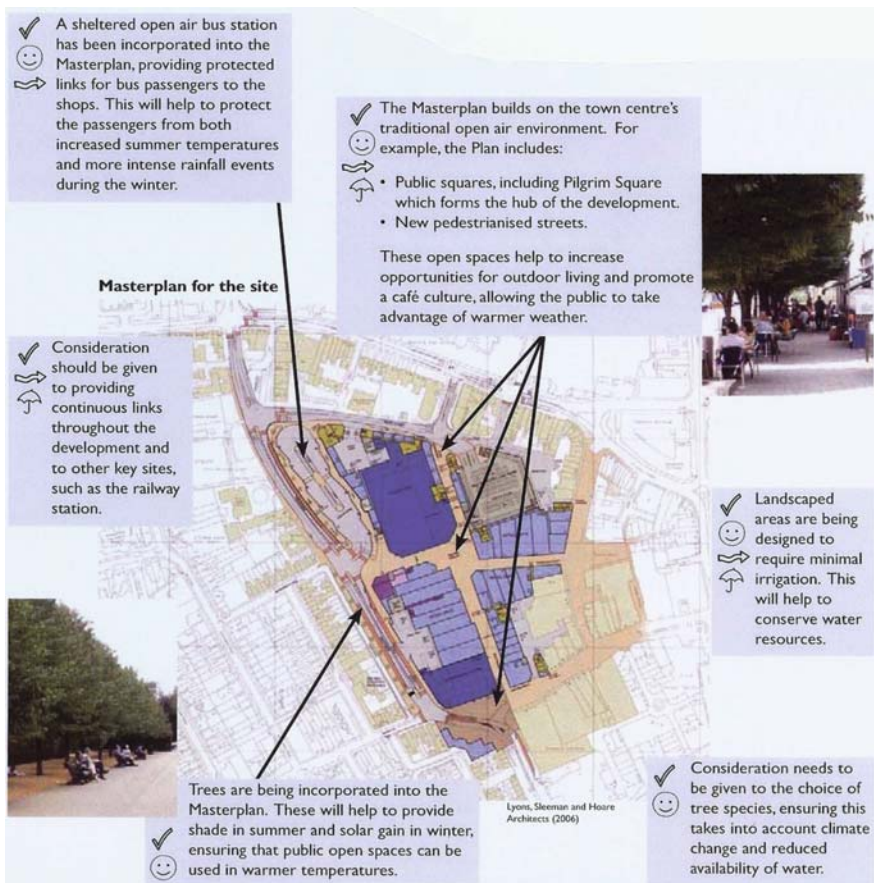 A sheltered open air bus station
has been incorporated into the
Masterplan, providing protected
links for bus passengers to the
shops. This will help to protect
the passengers from both
increased summer temperatures
and more intense rainfall events
during the winter.
The Masterplan builds on the town centre's
traditional open air environment. For
example, the Plan includes:
• Public squares, including Pilgrim Square
which forms the hub of the development.
• New pedestrianised streets.
These open spaces help to increase
opportunities for outdoor living and promote
a café culture, allowing the public to take
advantage of warmer weather.
Masterplan for the site
Consideration
should be given
to providing
continuous links
throughout the
development and
to other key sites,
such as the railway
station.
Landscaped
areas are being
designed to
require minimal
irrigation. This
will help to
conserve water
resources.
Trees are being incorporated into the
Masterplan. These will help to provide
shade in summer and solar gain in winter,
ensuring that public open spaces can be
used in warmer temperatures.
Lyons, Sleeman and Hoare
Architects (2006)
Consideration needs to
be given to the choice of
tree species, ensuring this
takes into account climate
change and reduced
availability of water.